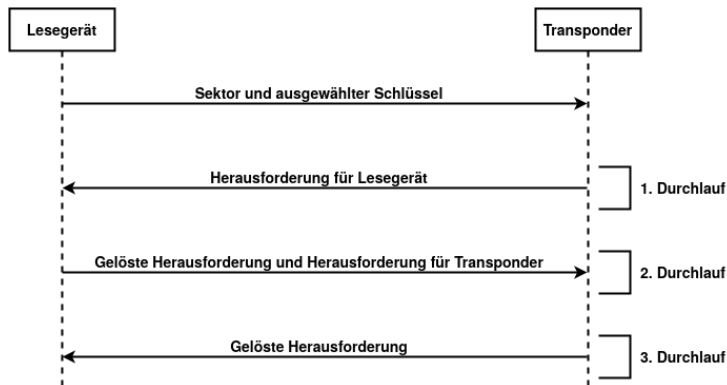 Lesegerät
Transponder
Sektor und ausgewählter Schlüssel
Herausforderung für Lesegerät
1. Durchlauf
Gelöste Herausforderung und Herausforderung für Transponder
2. Durchlauf
Gelöste Herausforderung
3. Durchlauf